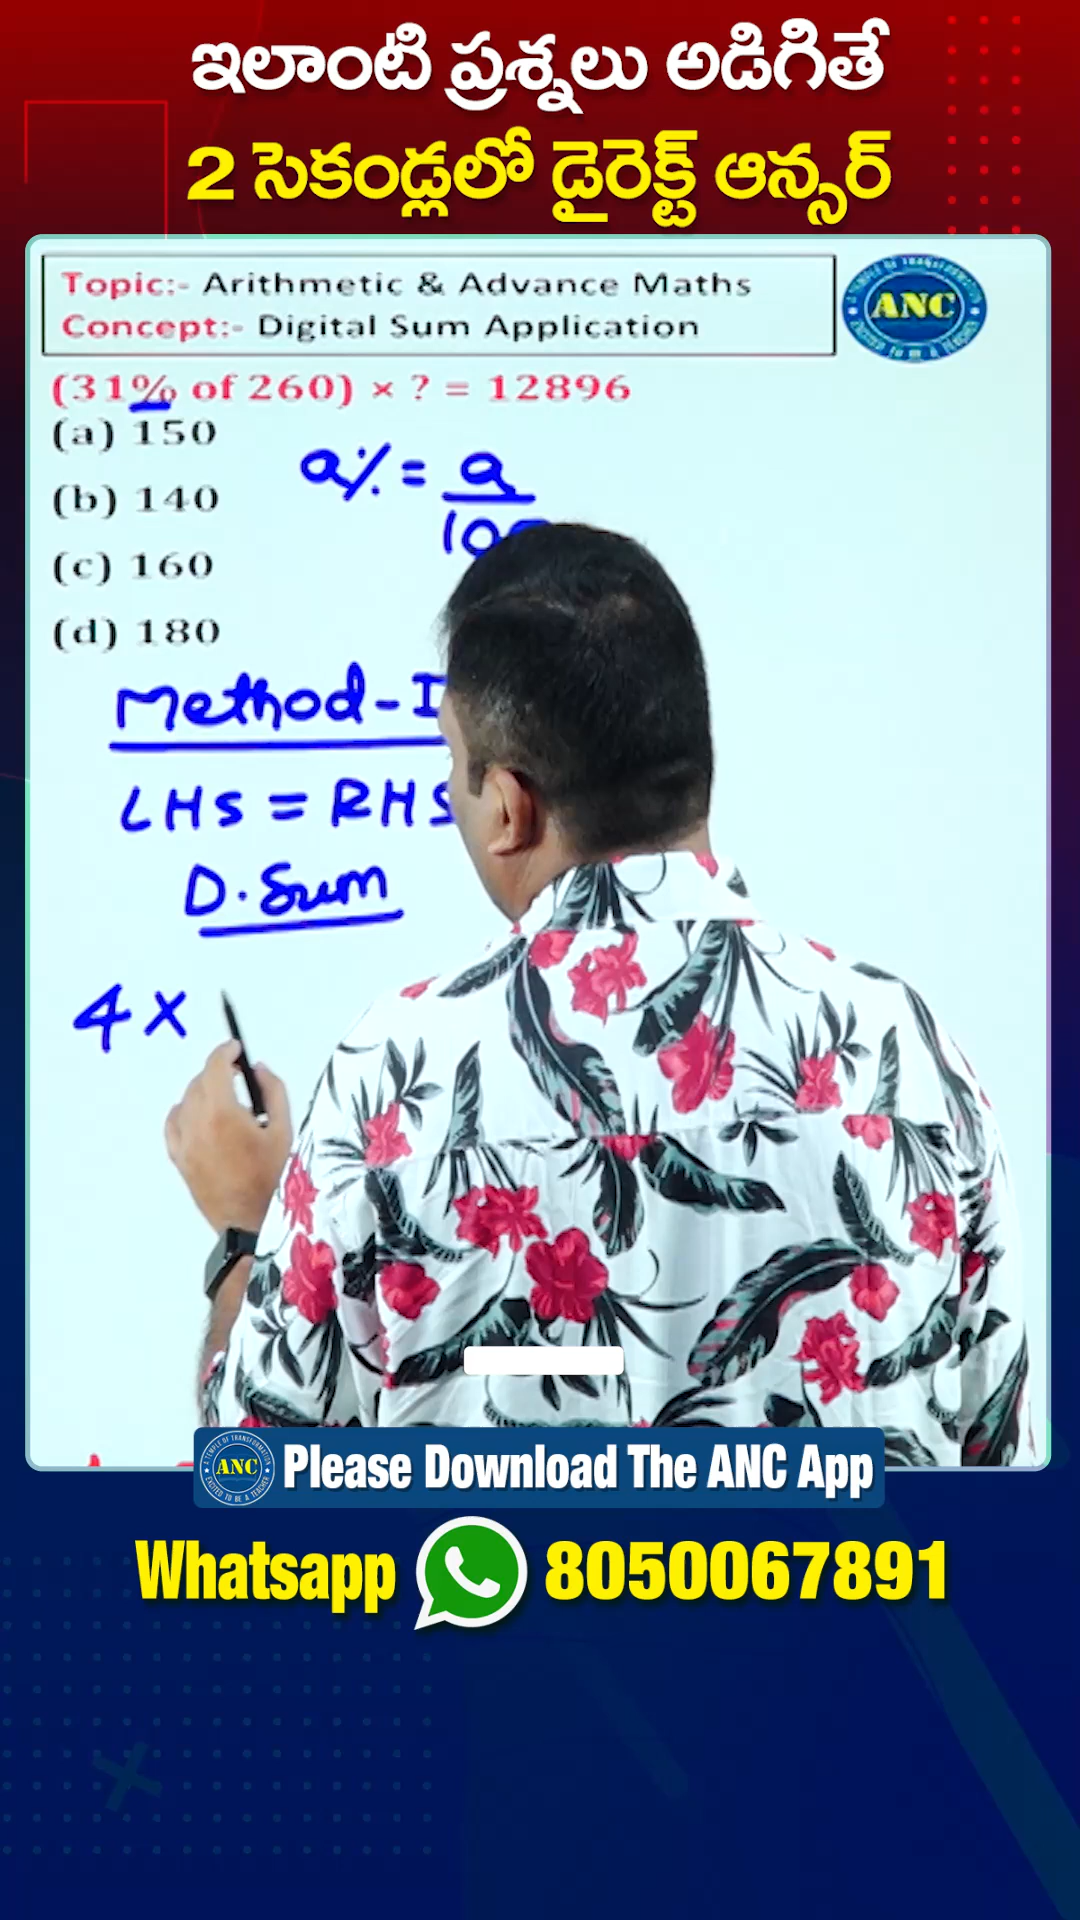 ఇలాంటి ప్రశ్నలు అడిగితే
2 సెకండ్లలో డైరెక్ట్ ఆన్సర్
Topic:- Arithmetic & Advance Maths
Concept:- Digital Sum Application
ANC
(31% of 260) × ? = 12896
(a) 150
(b) 140
(c) 160
(d) 180
a% = a
10
Method-I
LHS = RHS
D. Sum
4 ×
ANC
Please Download The ANC App
Whatsapp 8050067891